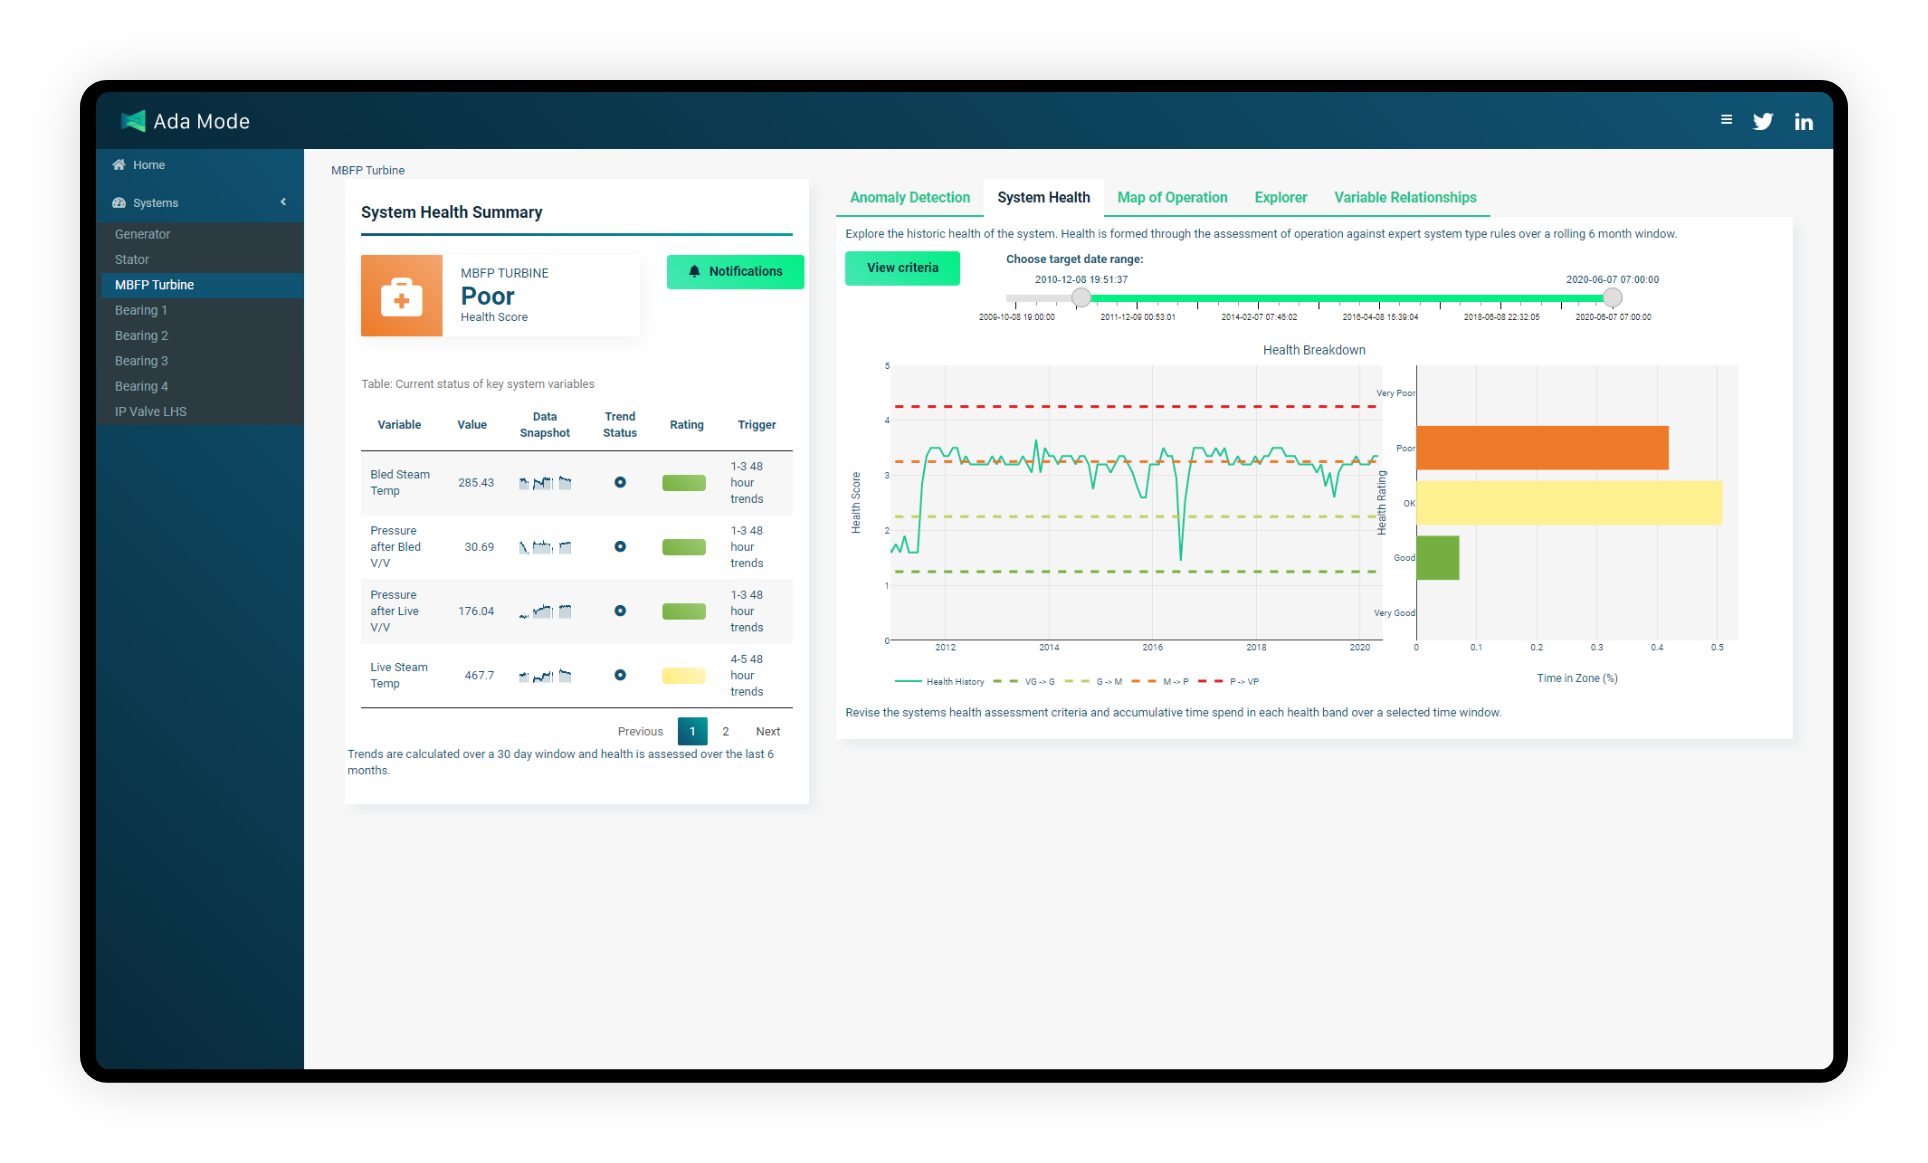 Ada Mode
Home
Systems
Generator
Stator
MBFP Turbine
Bearing 1
Bearing 2
Bearing 3
Bearing 4
IP Valve LHS
MBFP Turbine
System Health Summary
MBFP TURBINE
Poor
Health Score
Notifications
Table: Current status of key system variables
Variable Value Data Snapshot Trend Status Rating Trigger
Bled Steam Temp 285.43 1-3 48 hour trends
Pressure after Bled V/V 30.69 1-3 48 hour trends
Pressure after Live V/V 176.04 1-3 48 hour trends
Live Steam Temp 467.7 4-5 48 hour trends
Previous 1 2 Next
Trends are calculated over a 30 day window and health is assessed over the last 6
months.
Anomaly Detection System Health Map of Operation Explorer Variable Relationships
Explore the historic health of the system. Health is formed through the assessment of operation against expert system type rules over a rolling 6 month window.
View criteria
Choose target date range:
2010-12-08 19:51:37 2020-06-07 07:00:00
2009-10-08 19:00:00 2011-12-09 00:53:01 2014-02-07 07:46:02 2016-04-08 15:39:04 2018-06-08 22:32:05 2020-06-07 07:00:00
Health Breakdown
Health Score
5
4
3
2
1
0
2012 2014 2016 2018 2020
Health History VG -> G G -> M M -> P P -> VP
Health Rating
Very Poor
Poor
OK
Good
Very Good
0 0.1 0.2 0.3 0.4 0.5
Time in Zone (%)
Revise the systems health assessment criteria and accumulative time spend in each health band over a selected time window.